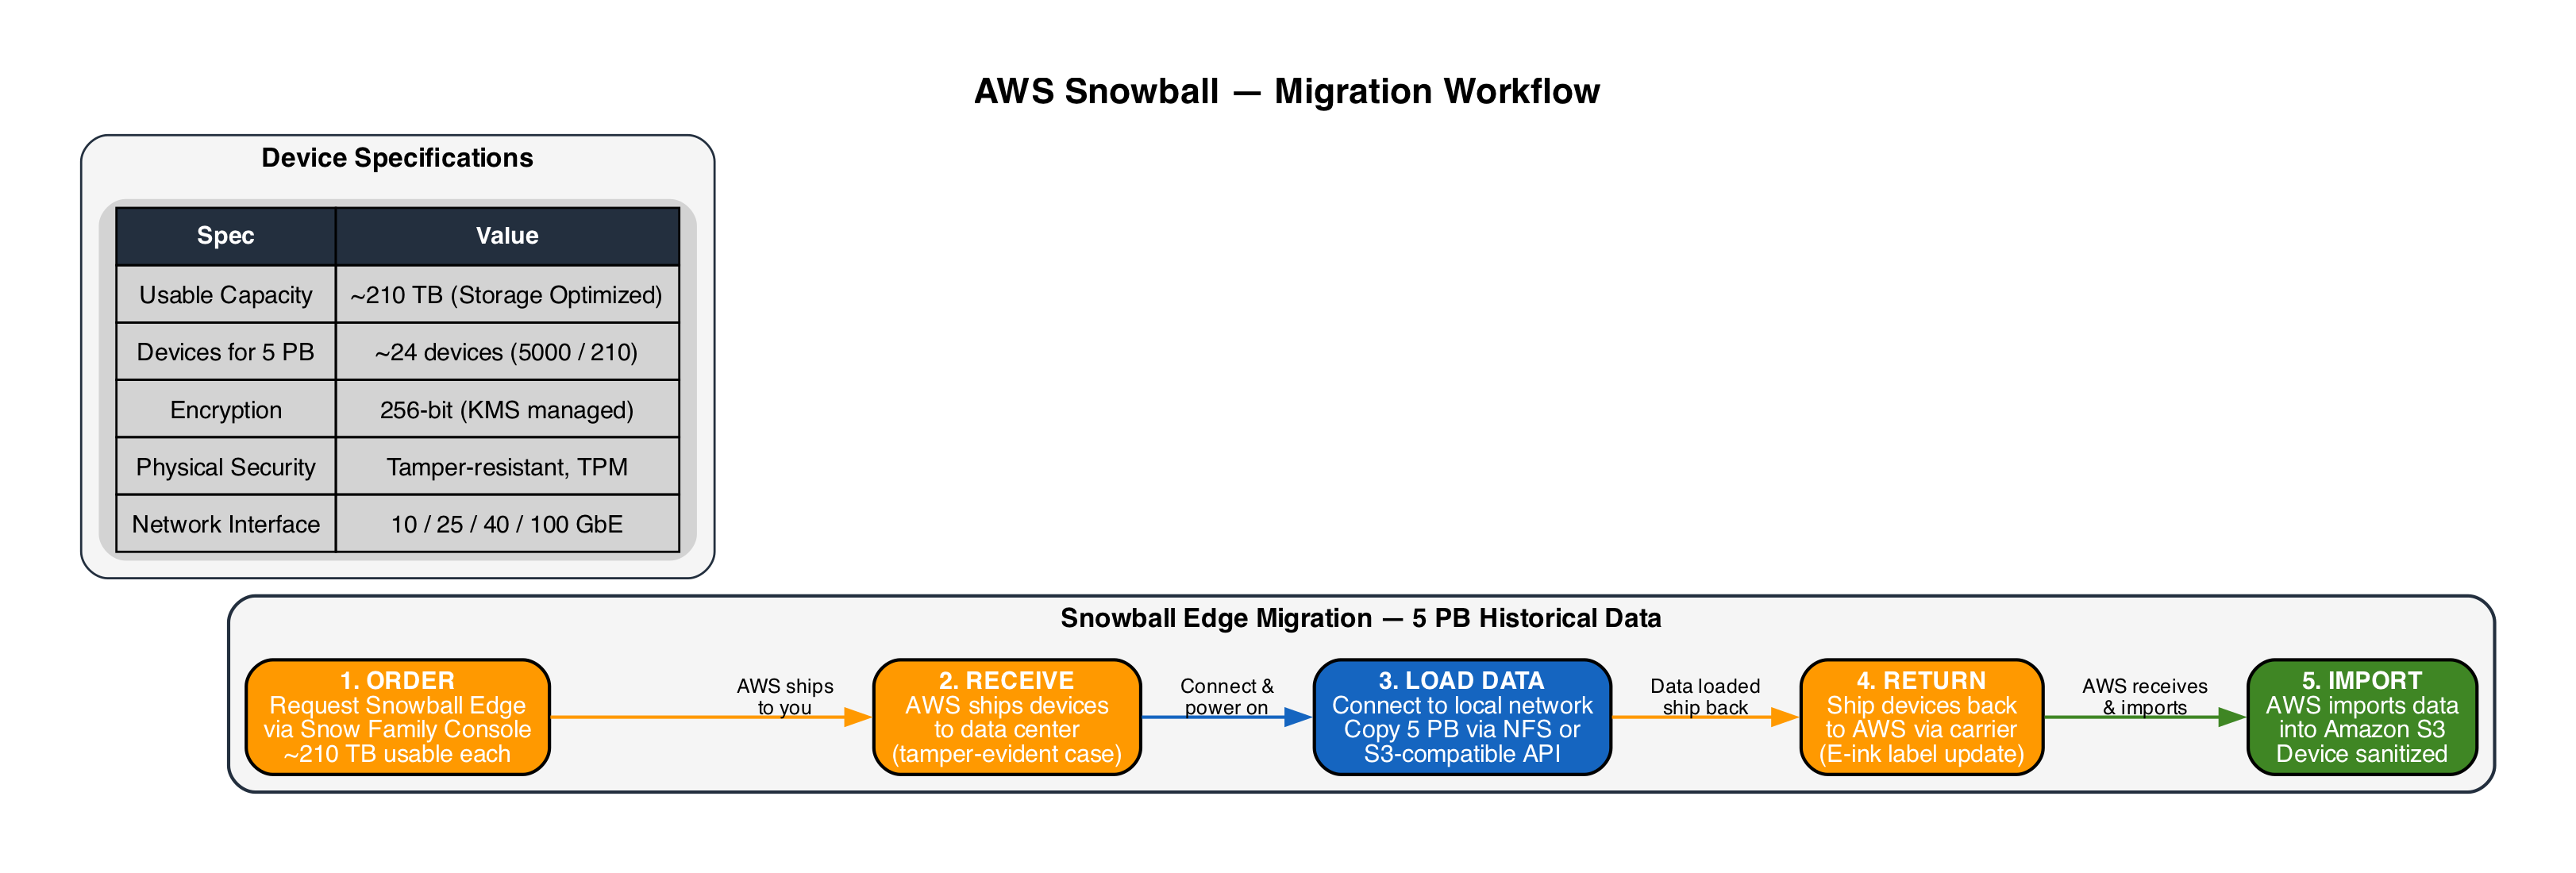 AWS Snowball — Migration Workflow
Device Specifications
Spec Value
Usable Capacity ~210 TB (Storage Optimized)
Devices for 5 PB ~24 devices (5000 / 210)
Encryption 256-bit (KMS managed)
Physical Security Tamper-resistant, TPM
Network Interface 10 / 25 / 40 / 100 GbE
Snowball Edge Migration — 5 PB Historical Data
1. ORDER
Request Snowball Edge
via Snow Family Console
~210 TB usable each
AWS ships
to you
2. RECEIVE
AWS ships devices
to data center
(tamper-evident case)
Connect &
power on
3. LOAD DATA
Connect to local network
Copy 5 PB via NFS or
S3-compatible API
Data loaded
ship back
4. RETURN
Ship devices back
to AWS via carrier
(E-ink label update)
AWS receives
& imports
5. IMPORT
AWS imports data
into Amazon S3
Device sanitized